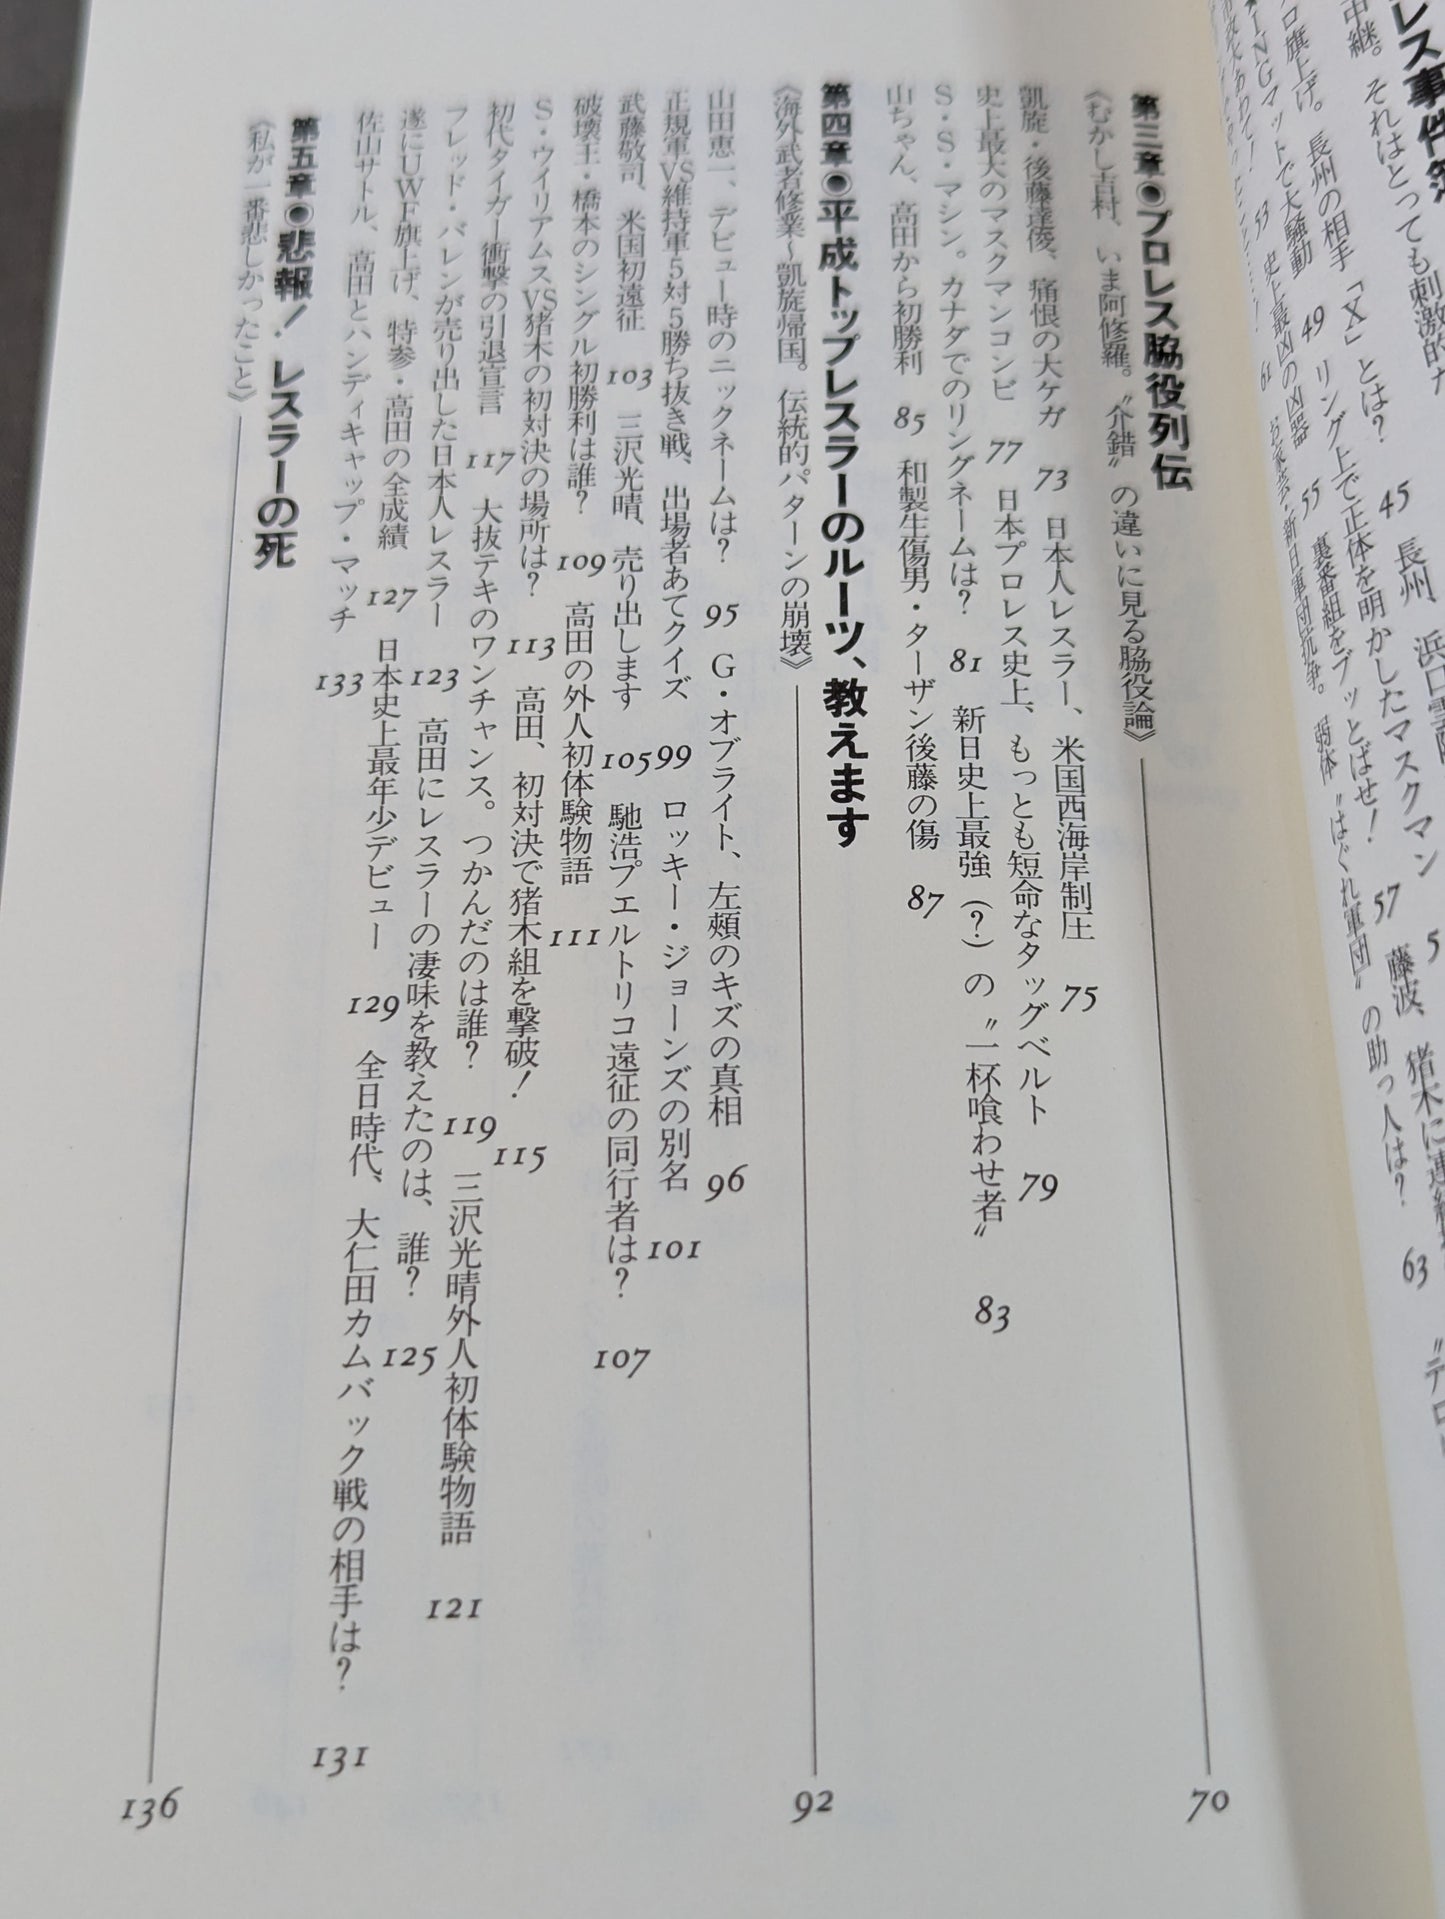 レス事件簿
中継。それはとっても刺激的な
45 長州、浜口
長州の相手「X」とは?
リング上で正体を明かしたマスクマン
57 藤波、猪木に連続
INGマットで大騒動 49
53 史上最凶の凶器 55 裏番組をブッとばせ!
63
61 お家芸・新日軍団抗争。弱体〝はぐれ軍団〟の助っ人は?
第三章●プロレス脇役列伝
《むかし吉村、いま阿修羅。〝介錯〟の違いに見る脇役論》 70
凱旋・後藤達俊、痛恨の大ケガ 73 日本人レスラー、米国西海岸制圧 75
史上最大のマスクマンコンビ 77 日本プロレス史上、もっとも短命なタッグベルト 79
S・S・マシン。カナダでのリングネームは? 81 新日史上最強(?)の〝一杯喰わせ者〟 83
山ちゃん、高田から初勝利 85 和製生傷男・ターザン後藤の傷 87
第四章●平成トップレスラーのルーツ、教えます
《海外武者修業〜凱旋帰国。伝統的パターンの崩壊》 92
山田恵一、デビュー時のニックネームは? 95 G・オブライト、左頰のキズの真相 96
正規軍VS維持軍5対5勝ち抜き戦、出場者あてクイズ 99 ロッキー・ジョーンズの別名 101
武藤敬司、米国初遠征 103 三沢光晴、売り出します 105 馳浩プエルトリコ遠征の同行者は? 107
破壊王・橋本のシングル初勝利は誰? 109 高田の外人初体験物語 111
S・ウイリアムスVS猪木の初対決の場所は? 113 高田、初対決で猪木組を撃破! 115
初代タイガー衝撃の引退宣言 117 大抜テキのワンチャンス。つかんだのは誰? 119 三沢光晴外人初体験物語 121
フレッド・バレンが売り出した日本人レスラー 123 高田にレスラーの凄味を教えたのは、誰? 125
遂にUWF旗上げ、特参・高田の全成績 127 日本史上最年少デビュー 129 全日時代、大仁田カムバック戦の相手は? 131
佐山サトル、高田とハンディキャップ・マッチ 133
第五章●悲報! レスラーの死
《私が一番悲しかったこと》 136